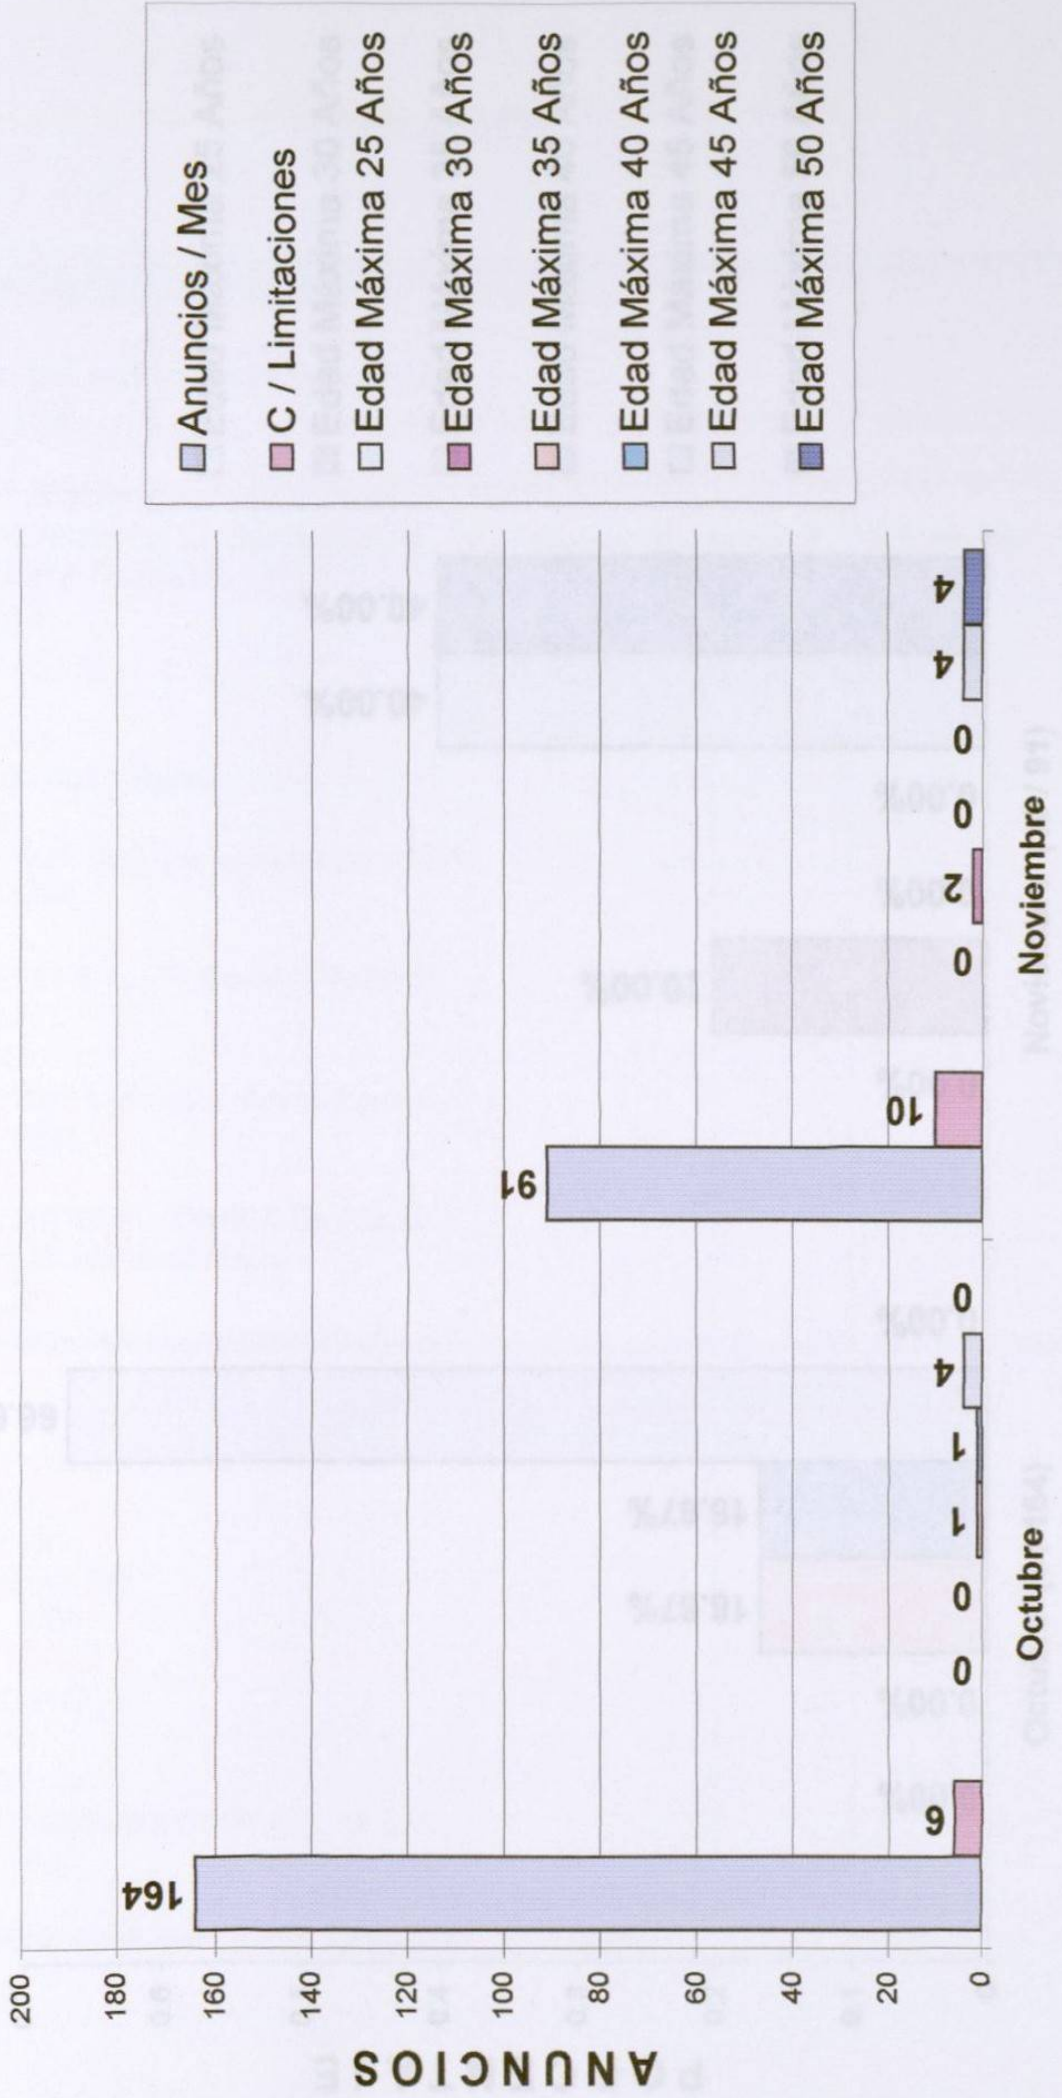 200
180
160
140
120
100
80
60
40
20
0
ANUNCIOS
164
6
0
0
1
1
4
0
91
10
0
2
0
0
4
4
Octubre
Noviembre
Anuncios / Mes
C / Limitaciones
Edad Máxima 25 Años
Edad Máxima 30 Años
Edad Máxima 35 Años
Edad Máxima 40 Años
Edad Máxima 45 Años
Edad Máxima 50 Años